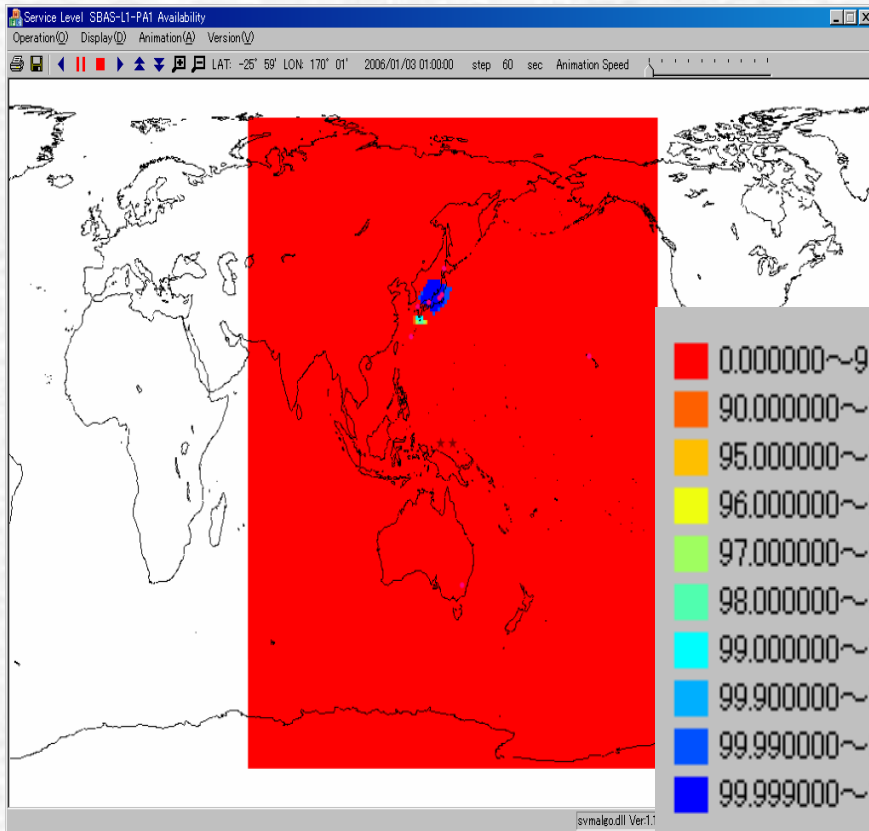 Service Level SBAS-L1-PA1 Availability
Operation(O) Display(D) Animation(A) Version(V)
LAT: -25° 59' LON: 170° 01' 2006/01/03 01:00:00 step 60 sec Animation Speed
0.000000～9
90.000000～
95.000000～
96.000000～
97.000000～
98.000000～
99.000000～
99.900000～
99.990000～
99.999000～
svmalgo.dll Ver:1.1